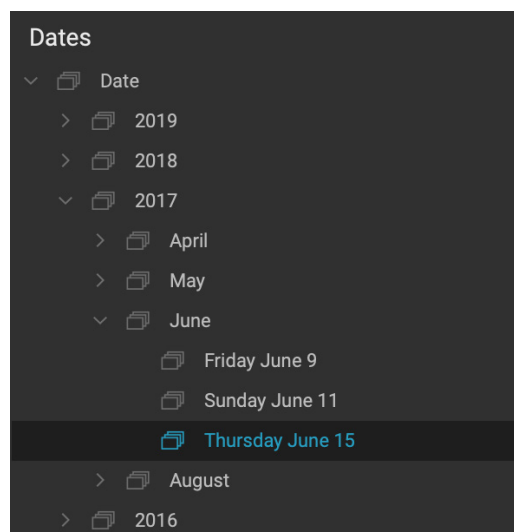 Dates
Date
2019
2018
2017
April
May
June
Friday June 9
Sunday June 11
Thursday June 15
August
2016